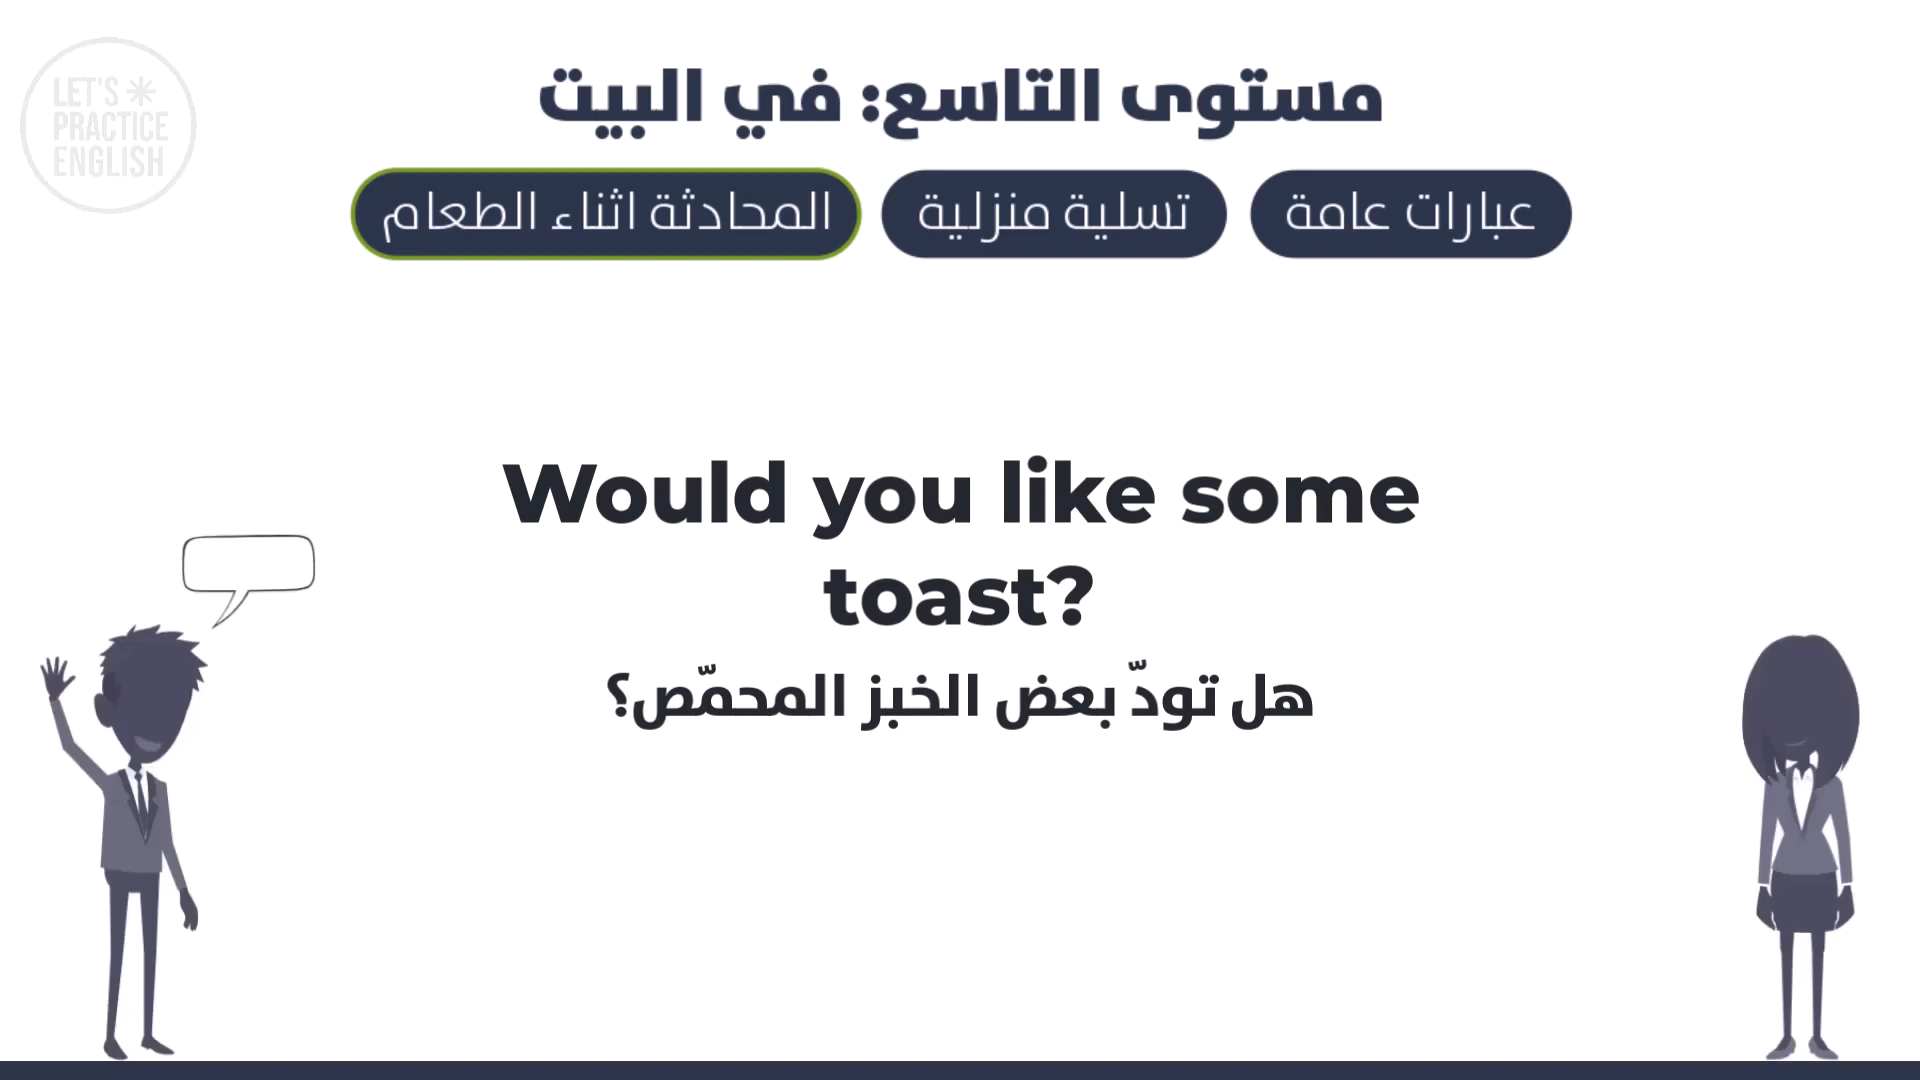 LET'S
PRACTICE
ENGLISH
مستوى التاسع: في البيت
عبارات عامة
تسلية منزلية
المحادثة اثناء الطعام
Would you like some
toast?
هل تودّ بعض الخبز المحمّص؟